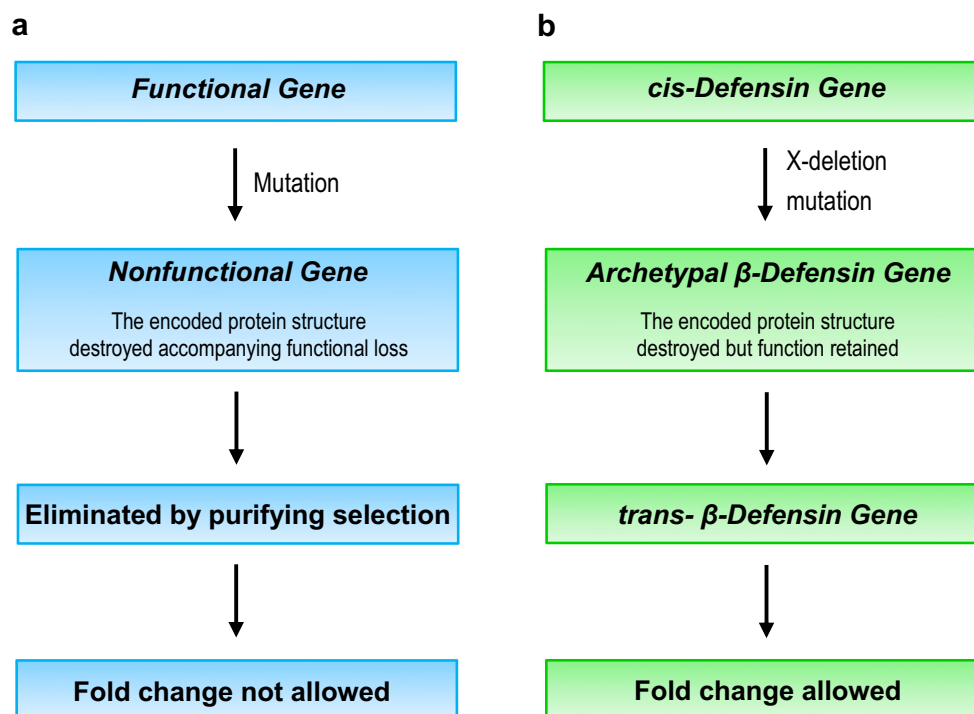 a
Functional Gene
Mutation
Nonfunctional Gene
The encoded protein structure
destroyed accompanying functional loss
Eliminated by purifying selection
Fold change not allowed
b
cis-Defensin Gene
X-deletion
mutation
Archetypal β-Defensin Gene
The encoded protein structure
destroyed but function retained
trans- β-Defensin Gene
Fold change allowed